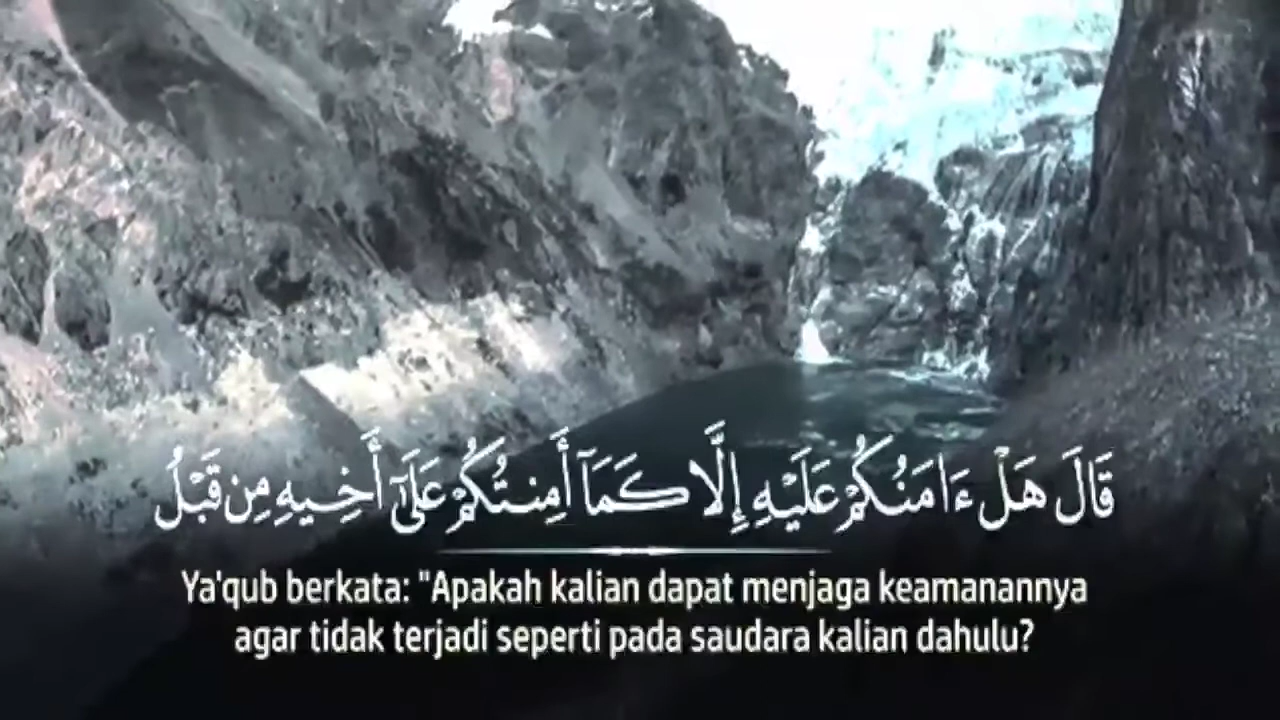 قَالَ هَلْ ءَامَنُكُمْ عَلَيْهِ إِلَّا كَمَآ أَمِنتُكُمْ عَلَىٰٓ أَخِيهِ مِن قَبْلُ
Ya'qub berkata: "Apakah kalian dapat menjaga keamanannya
agar tidak terjadi seperti pada saudara kalian dahulu?